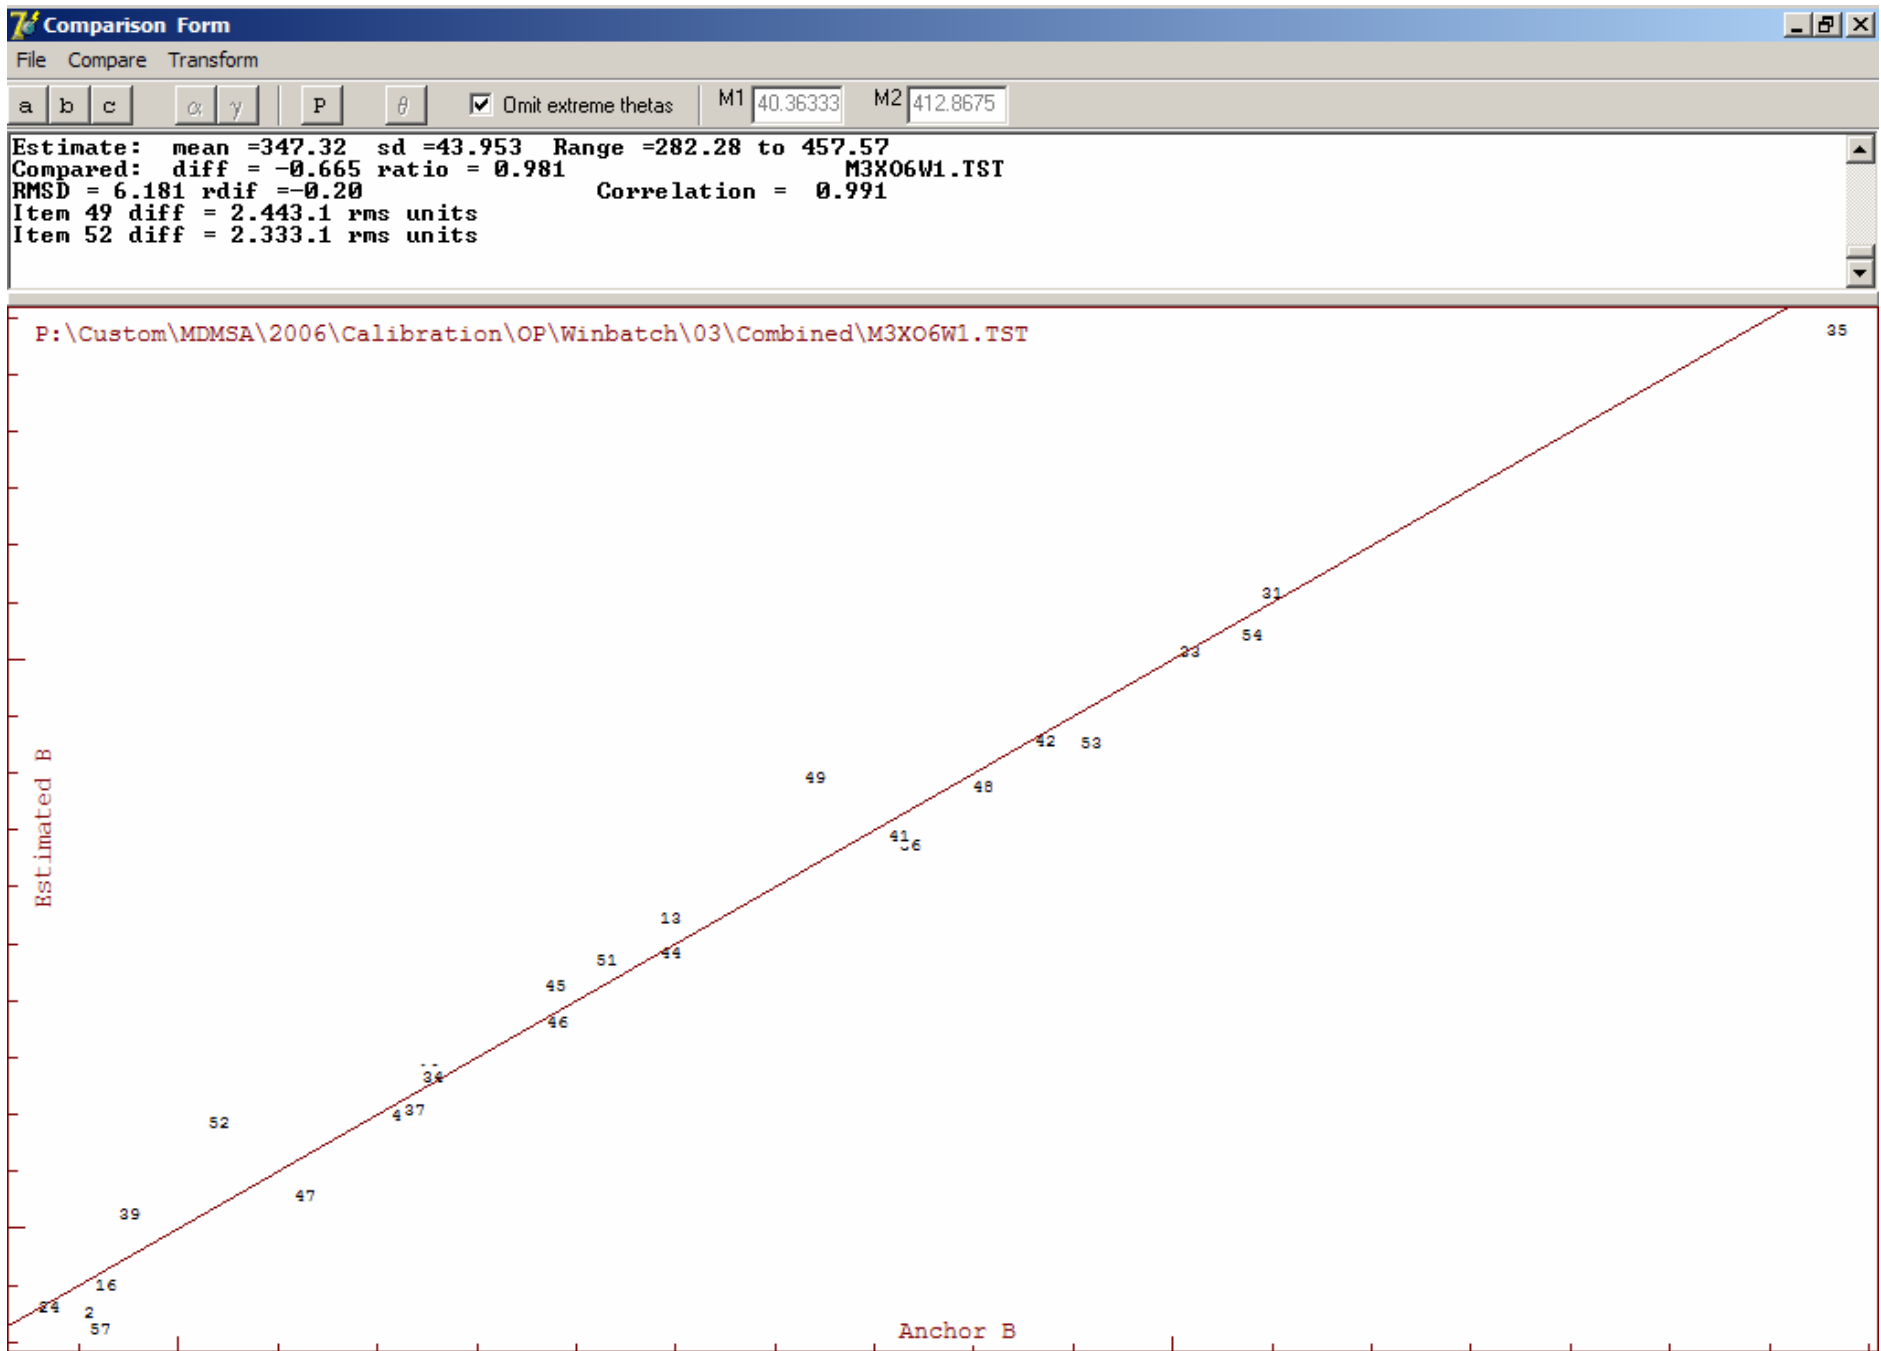 Comparison Form
File Compare Transform
a b c α γ P θ Omit extreme thetas M1 40.36333 M2 412.8675
Estimate: mean =347.32 sd =43.953 Range =282.28 to 457.57
Compared: diff = -0.665 ratio = 0.981 M3XO6W1.TST
RMSD = 6.181 rdif =-0.20 Correlation = 0.991
Item 49 diff = 2.443.1 rms units
Item 52 diff = 2.333.1 rms units
P:\Custom\MDMSA\2006\Calibration\OP\Winbatch\03\Combined\M3XO6W1.TST
35
31
54
33
42 53
49
48
41
Estimated B
13
44
51
45
46
34
4 37
52
47
39
16
24 2
57
Anchor B